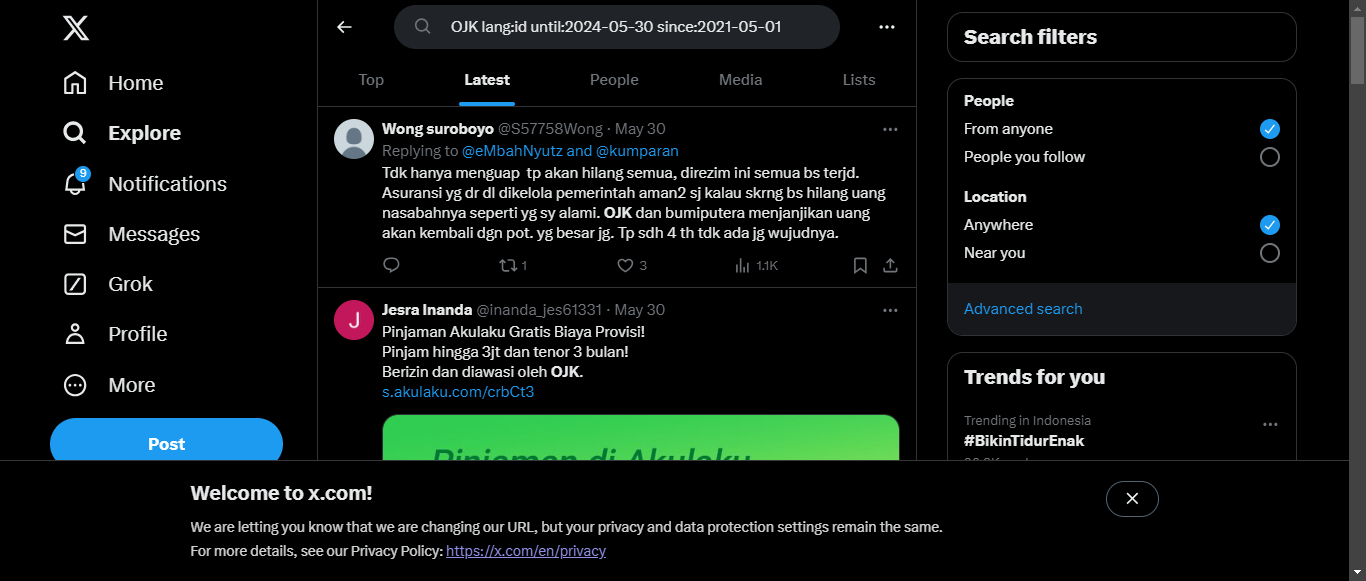 Home
Explore
9
Notifications
Messages
Grok
Profile
More
Post
OJK lang:id until:2024-05-30 since:2021-05-01
Top
Latest
People
Media
Lists
Wong suroboyo @S57758Wong · May 30
Replying to @eMbahNyutz and @kumparan
Tdk hanya menguap tp akan hilang semua, direzim ini semua bs terjd.
Asuransi yg dr dl dikelola pemerintah aman2 sj kalau skrng bs hilang uang
nasabahnya seperti yg sy alami. OJK dan bumiputera menjanjikan uang
akan kembali dgn pot. yg besar jg. Tp sdh 4 th tdk ada jg wujudnya.
1
3
1.1K
J
Jesra Inanda @inanda_jes61331 · May 30
Pinjaman Akulaku Gratis Biaya Provisi!
Pinjam hingga 3jt dan tenor 3 bulan!
Berizin dan diawasi oleh OJK.
s.akulaku.com/crbCt3
Pinjaman di Akulaku
Search filters
People
From anyone
People you follow
Location
Anywhere
Near you
Advanced search
Trends for you
Trending in Indonesia
#BikinTidurEnak
Welcome to x.com!
We are letting you know that we are changing our URL, but your privacy and data protection settings remain the same.
For more details, see our Privacy Policy: https://x.com/en/privacy